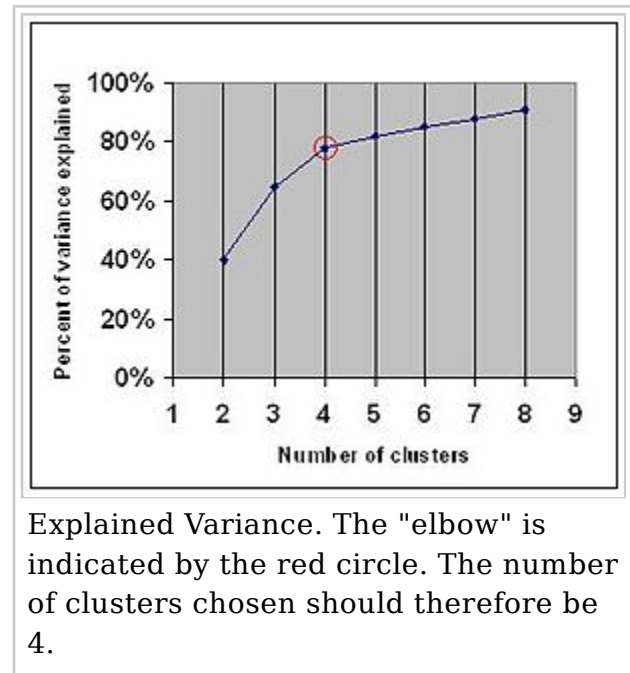 Percent of variance explained
100%
80%
60%
40%
20%
0%
1 2 3 4 5 6 7 8 9
Number of clusters
Explained Variance. The "elbow" is
indicated by the red circle. The number
of clusters chosen should therefore be
4.